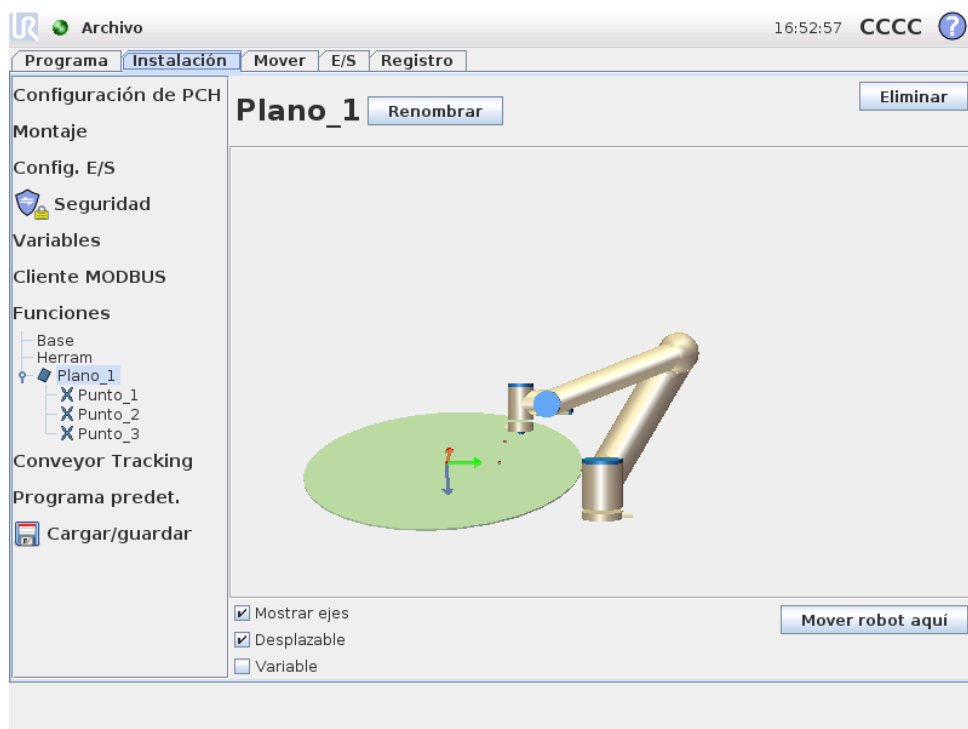 UR Archivo 16:52:57 CCCC ?
Programa Instalación Mover E/S Registro
Configuración de PCH
Montaje
Config. E/S
Seguridad
Variables
Cliente MODBUS
Funciones
Base
Herram
Plano_1
Punto_1
Punto_2
Punto_3
Conveyor Tracking
Programa predet.
Cargar/guardar
Plano_1 Renombrar Eliminar
Mostrar ejes
Desplazable
Variable
Mover robot aquí